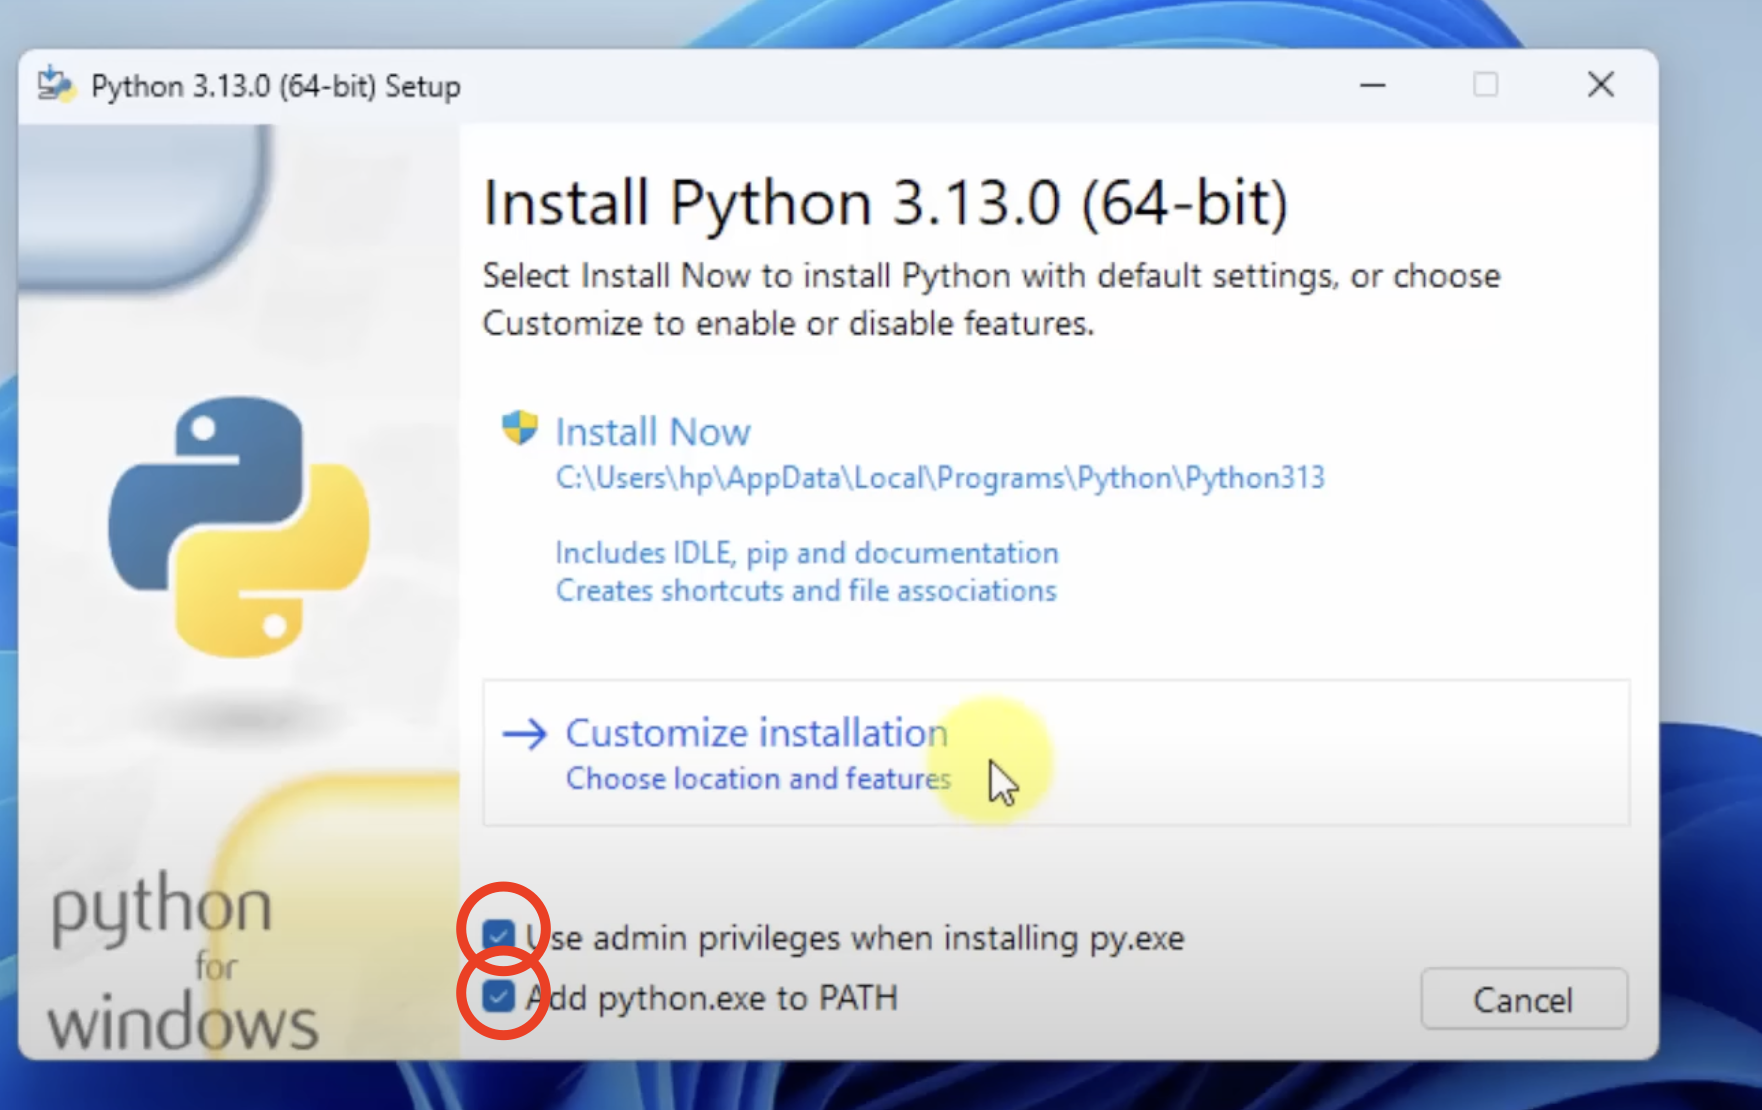 Python 3.13.0 (64-bit) Setup
Install Python 3.13.0 (64-bit)
Select Install Now to install Python with default settings, or choose
Customize to enable or disable features.
Install Now
C:\Users\hp\AppData\Local\Programs\Python\Python313
Includes IDLE, pip and documentation
Creates shortcuts and file associations
Customize installation
Choose location and features
Use admin privileges when installing py.exe
Add python.exe to PATH
Cancel
python
for
windows